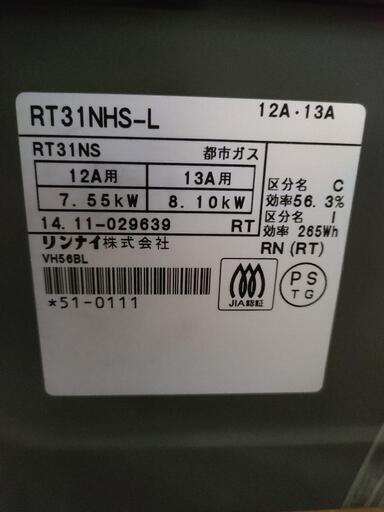 RT31NHS-L 12A・13A
RT31NS 都市ガス
12A用 13A用
7.55kW 8.10kW
区分名 C
効率56.3%
区分名 I
効率 265Wh
14.11-029639 RT
リンナイ株式会社 RN(RT)
VH56BL
*51-0111
JIA認証
PS
TG